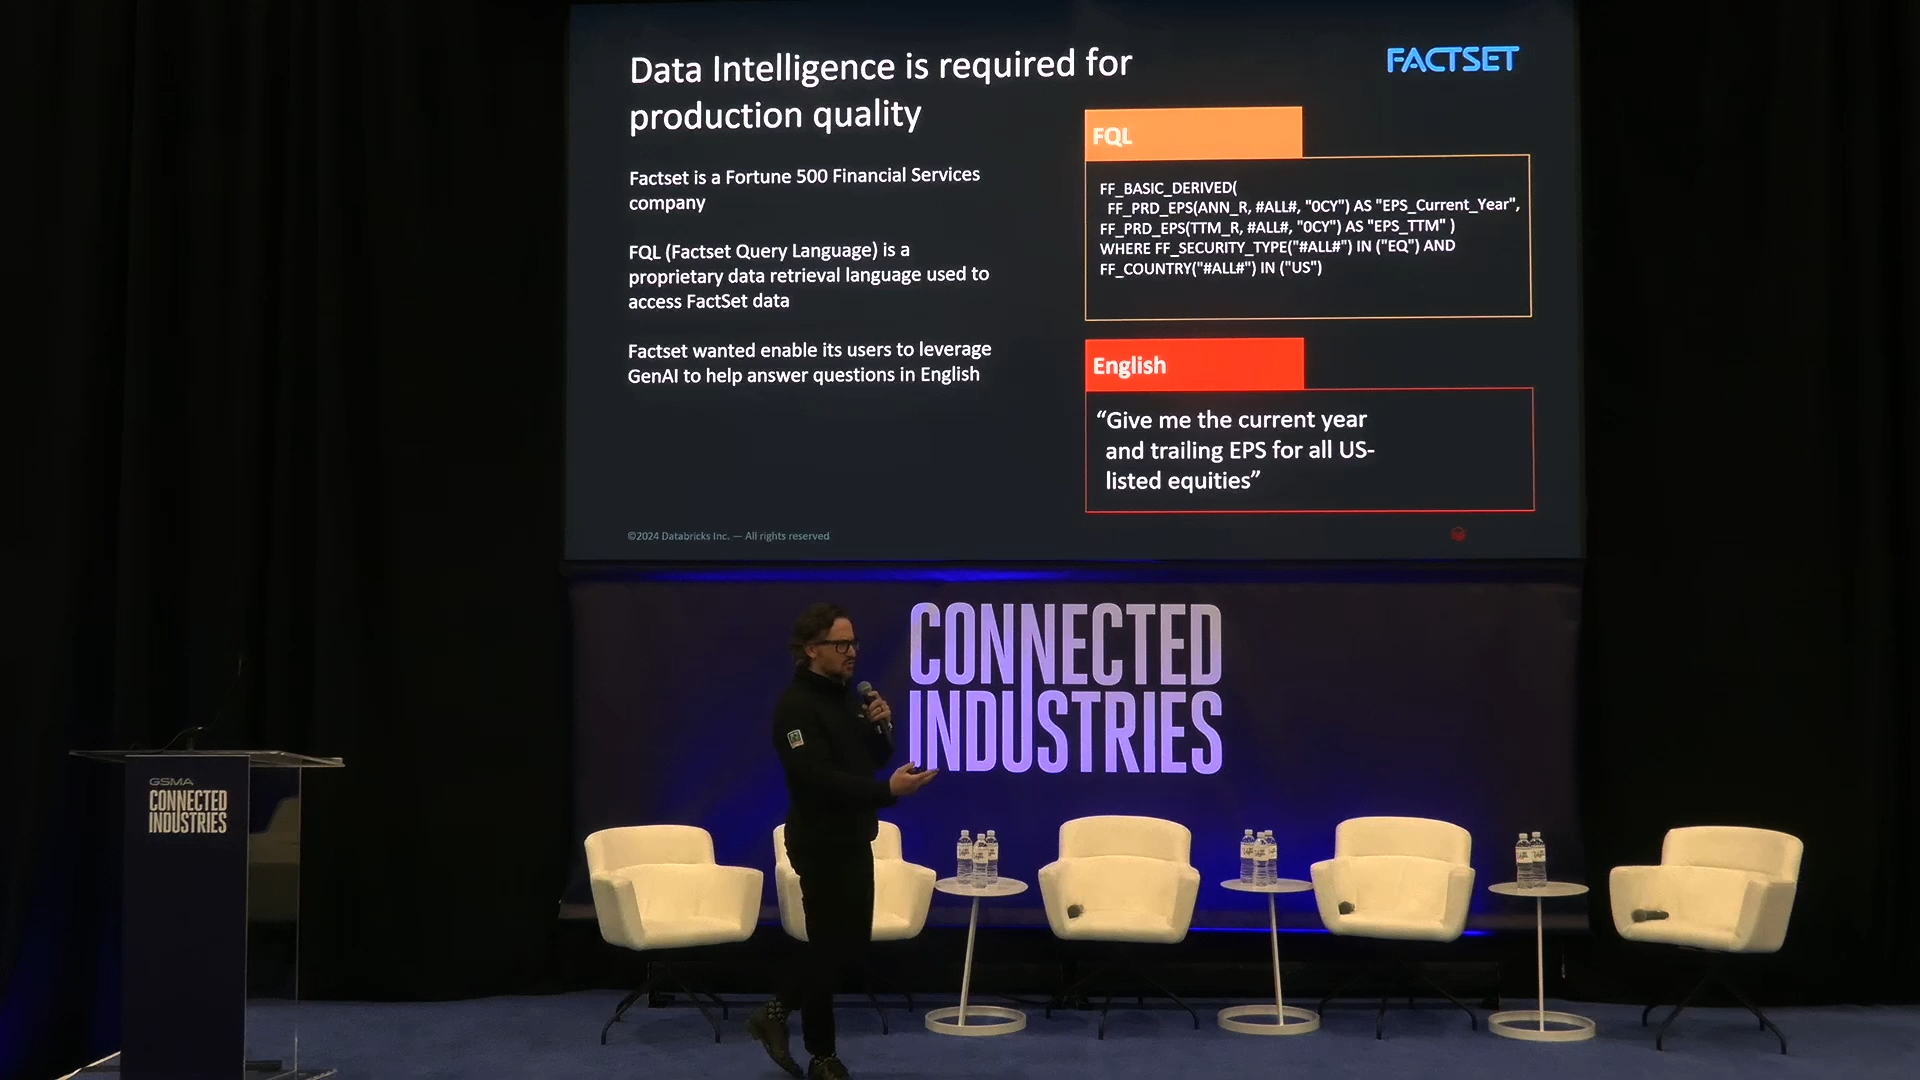 Data Intelligence is required for
production quality
FACTSET
Factset is a Fortune 500 Financial Services
company
FQL (Factset Query Language) is a
proprietary data retrieval language used to
access FactSet data
Factset wanted enable its users to leverage
GenAI to help answer questions in English
FQL
FF_BASIC_DERIVED(
FF_PRD_EPS(ANN_R, #ALL#, "0CY") AS "EPS_Current_Year",
FF_PRD_EPS(TTM_R, #ALL#, "0CY") AS "EPS_TTM" )
WHERE FF_SECURITY_TYPE("#ALL#") IN ("EQ") AND
FF_COUNTRY("#ALL#") IN ("US")
English
“Give me the current year
and trailing EPS for all US-
listed equities”
©2024 Databricks Inc. — All rights reserved
CONNECTED
INDUSTRIES
GSMA
CONNECTED
INDUSTRIES